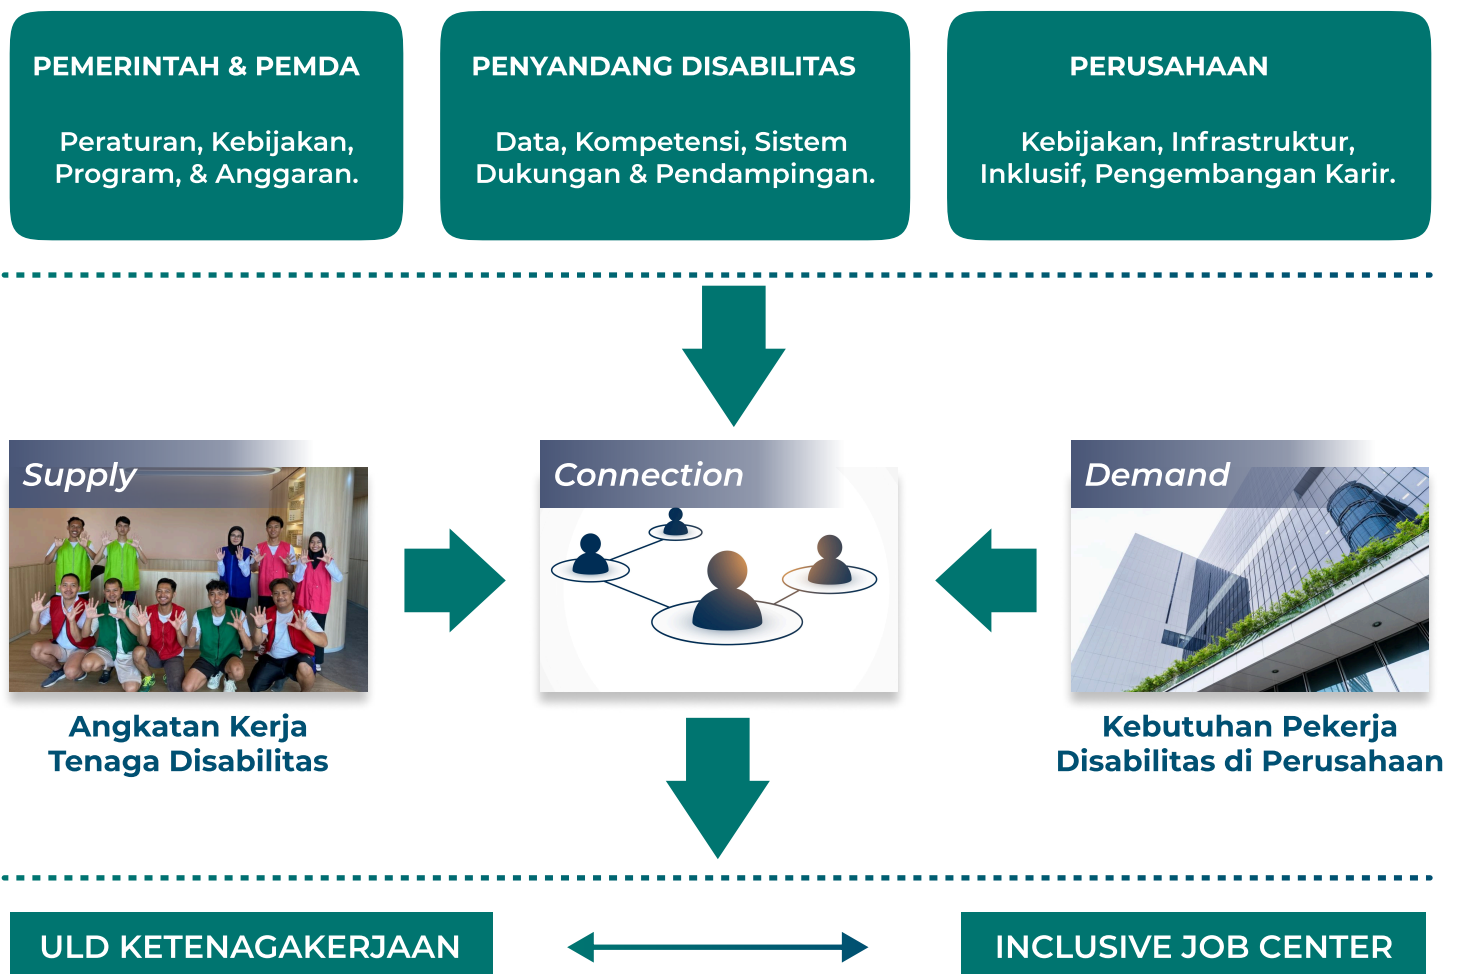 PEMERINTAH & PEMDA
Peraturan, Kebijakan,
Program, & Anggaran.
PENYANDANG DISABILITAS
Data, Kompetensi, Sistem
Dukungan & Pendampingan.
PERUSAHAAN
Kebijakan, Infrastruktur,
Inklusif, Pengembangan Karir.
Supply
Connection
Demand
Angkatan Kerja
Tenaga Disabilitas
Kebutuhan Pekerja
Disabilitas di Perusahaan
ULD KETENAGAKERJAAN
INCLUSIVE JOB CENTER